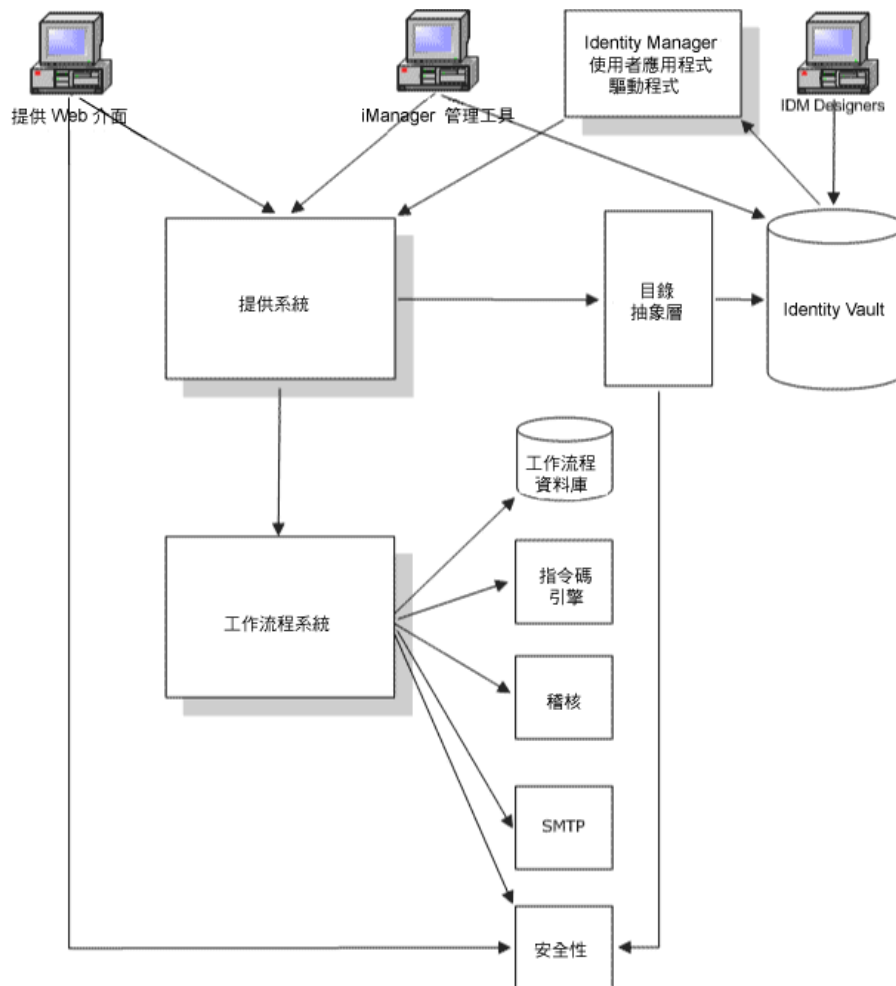 提供 Web 介面
iManager 管理工具
Identity Manager
使用者應用程式
驅動程式
IDM Designers
提供系統
目錄
抽象層
Identity Vault
工作流程
資料庫
指令碼
引擎
工作流程系統
稽核
SMTP
安全性